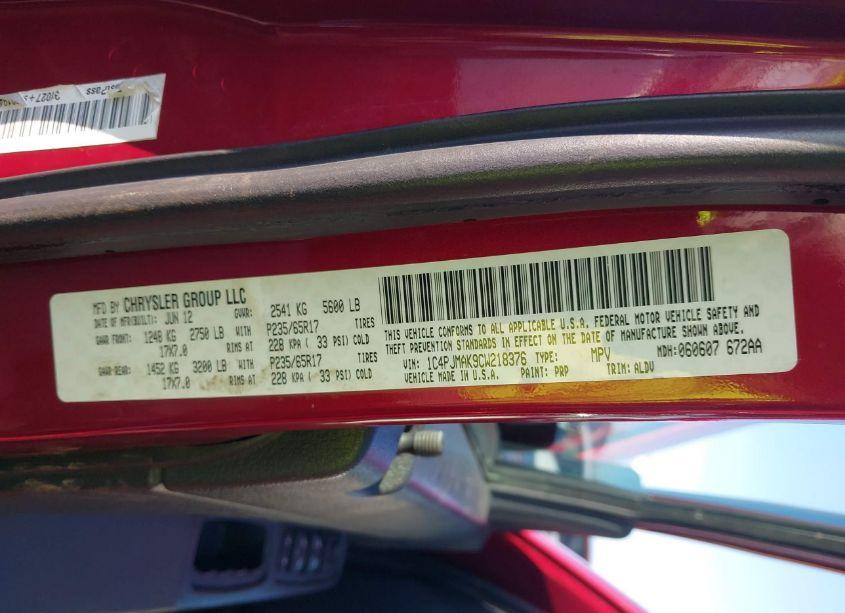 31027+5
MFD BY CHRYSLER GROUP LLC
DATE OF MFR(BUILT): JUN 12 GVWR: 2541 KG 5600 LB
GAWR FRONT: 1248 KG 2750 LB WITH P235/65R17 TIRES
17X7.0 RIMS AT 228 KPA ( 33 PSI) COLD
GAWR REAR: 1452 KG 3200 LB WITH P235/65R17 TIRES
17X7.0 RIMS AT 228 KPA ( 33 PSI) COLD
THIS VEHICLE CONFORMS TO ALL APPLICABLE U.S.A. FEDERAL MOTOR VEHICLE SAFETY AND
THEFT PREVENTION STANDARDS IN EFFECT ON THE DATE OF MANUFACTURE SHOWN ABOVE.
VIN: 1C4PJMAK9CW218376 TYPE: MPV MDH:060607 672AA
VEHICLE MADE IN U.S.A. PAINT: PRP TRIM: ALDV